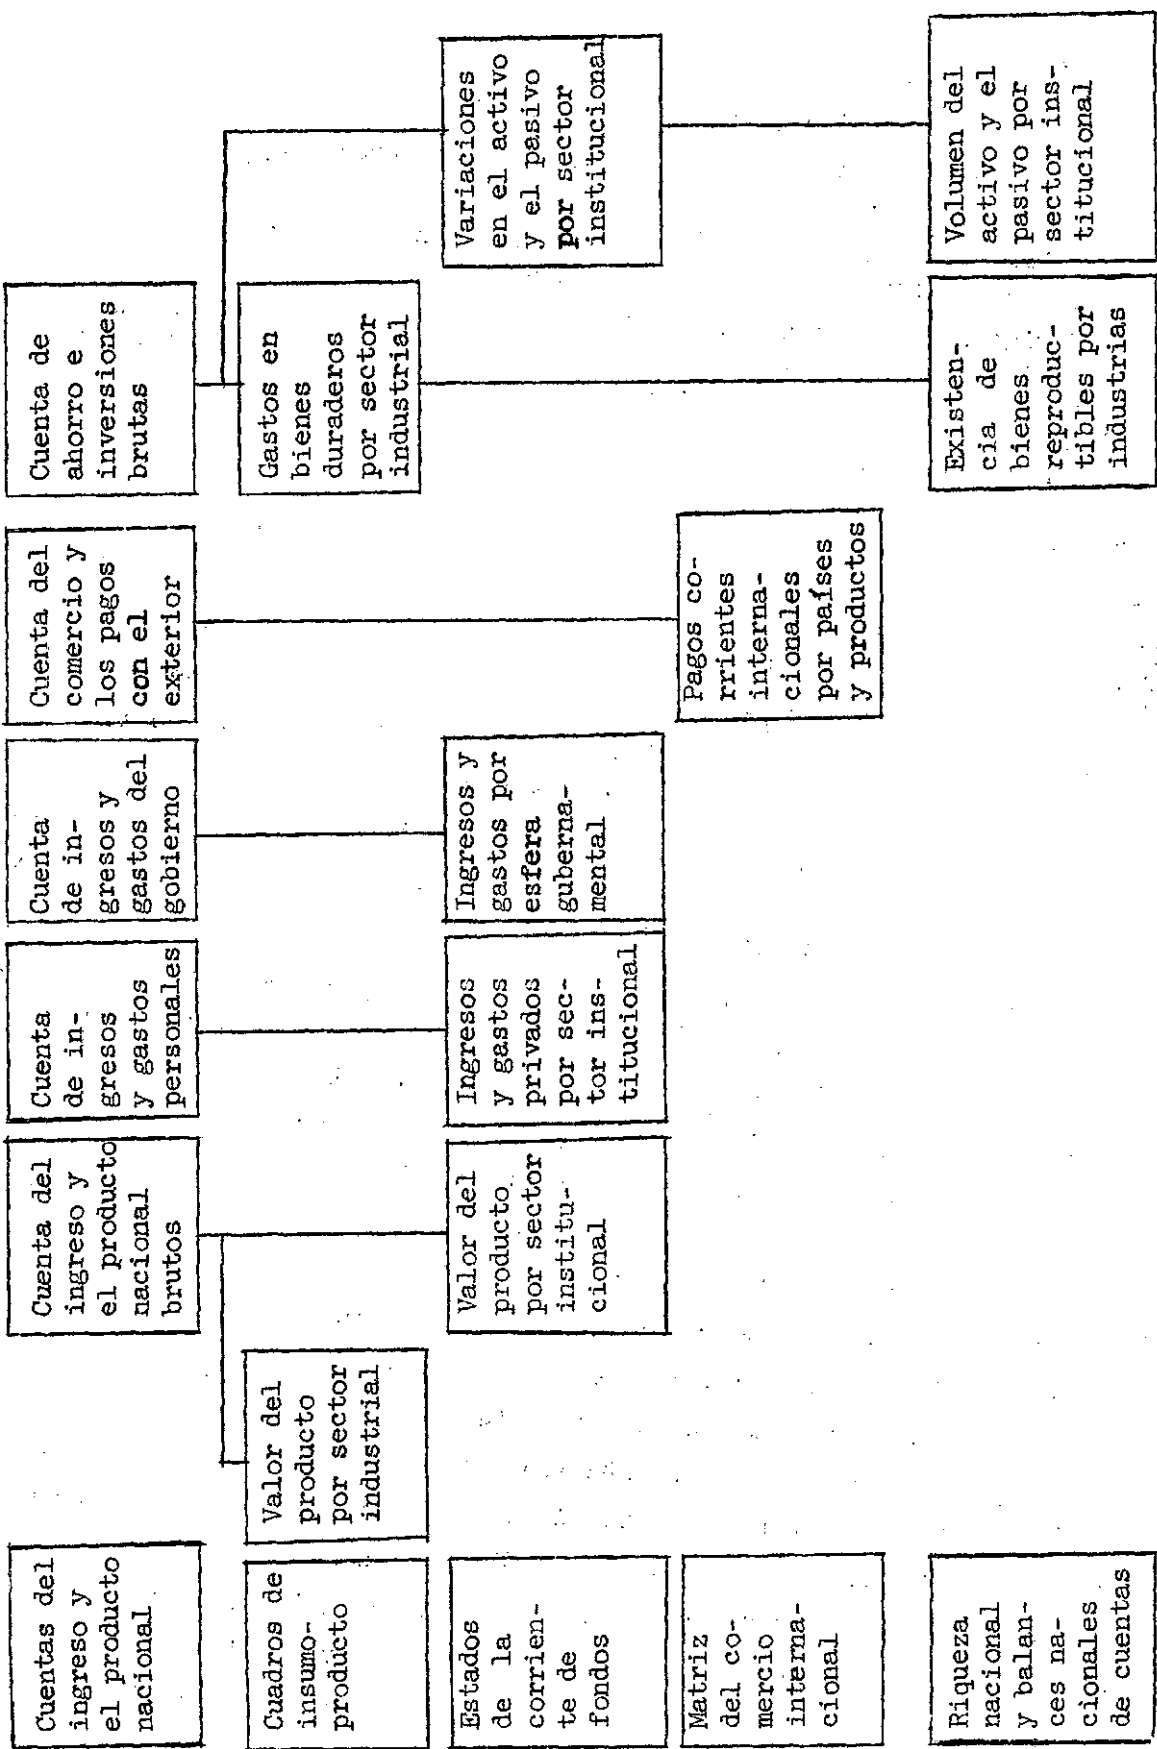 Cuentas del
ingreso y
el producto
nacional
Cuenta del
ingreso y
el producto
nacional
brutos
Cuenta
de in-
gresos
y gastos
personales
Cuenta
de in-
gresos y
gastos del
gobierno
Cuenta del
comercio y
los pagos
con el
exterior
Cuenta de
ahorro e
inversiones
brutas
Cuadros de
insumo-
producto
Valor del
producto
por sector
industrial
Gastos en
bienes
duraderos
por sector
industrial
Estados
de la
corrien-
te de
fondos
Valor del
producto
por sector
institu-
cional
Ingresos
y gastos
privados
por sec-
tor ins-
titucional
Ingresos y
gastos por
esfera
guberna-
mental
Variaciones
en el activo
y el pasivo
por sector
institucional
Matriz
del co-
mercio
interna-
cional
Pagos co-
rrientes
interna-
cionales
por países
y productos
Riqueza
nacional
y balan-
ces na-
cionales
de cuentas
Existen-
cia de
bienes
reproduc-
tibles por
industrias
Volumen del
activo y el
pasivo por
sector ins-
titucional